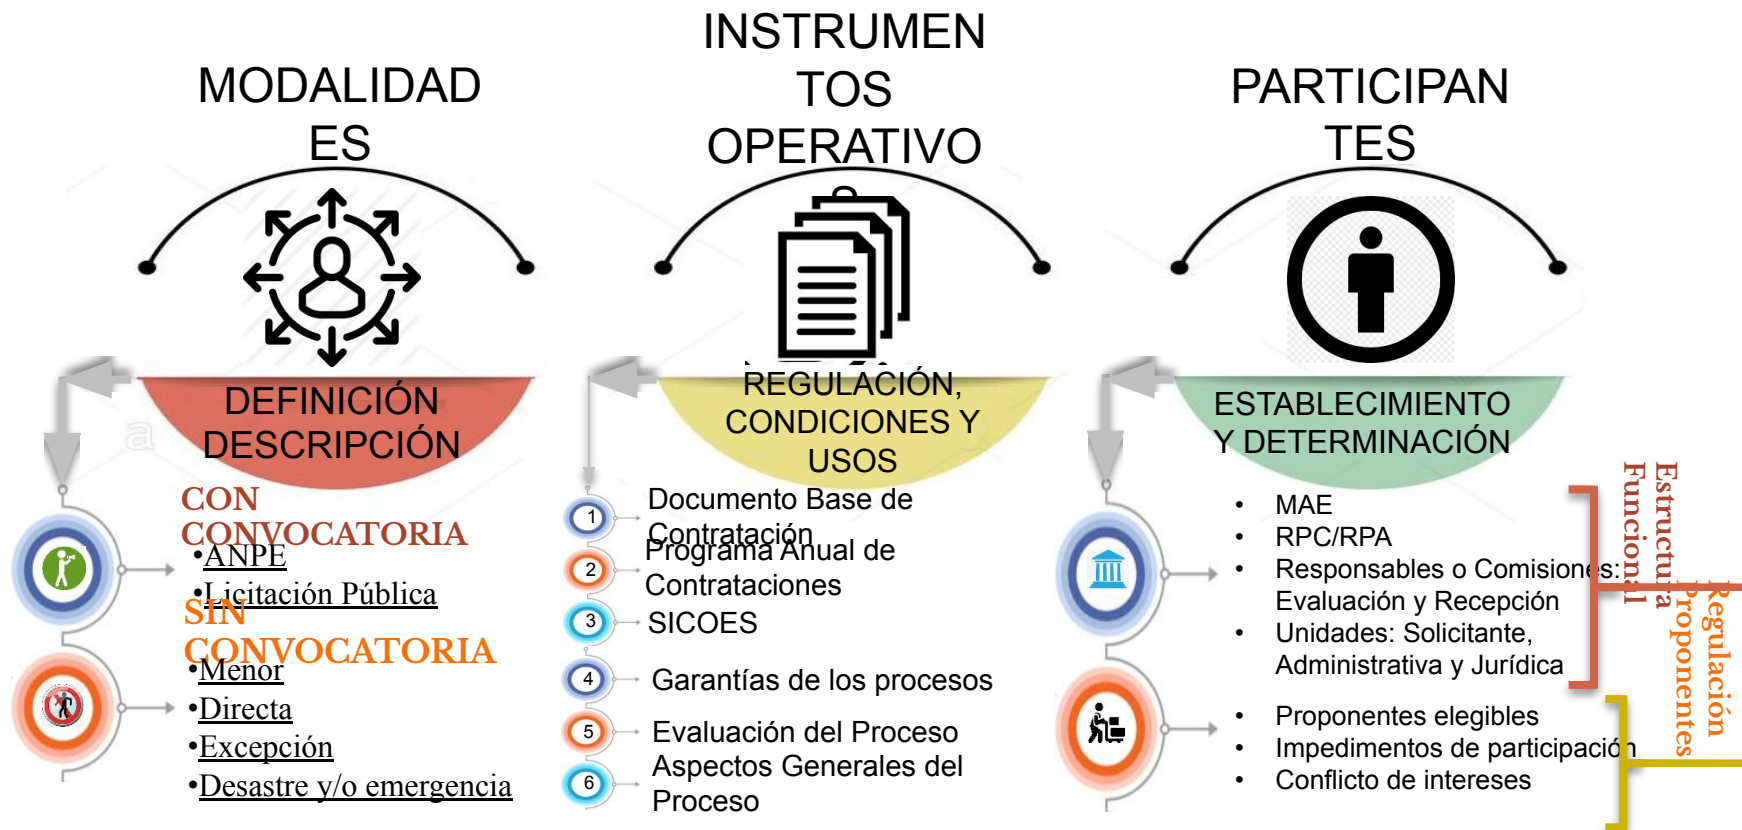 MODALIDAD
ES
DEFINICIÓN
DESCRIPCIÓN
CON
CONVOCATORIA
•ANPE
•Licitación Pública
SIN
CONVOCATORIA
•Menor
•Directa
•Excepción
•Desastre y/o emergencia
INSTRUMEN
TOS
OPERATIVO
REGULACIÓN,
CONDICIONES Y
USOS
1 Documento Base de
Contratación
2 Programa Anual de
Contrataciones
3 SICOES
4 Garantías de los procesos
5 Evaluación del Proceso
6 Aspectos Generales del
Proceso
PARTICIPAN
TES
ESTABLECIMIENTO
Y DETERMINACIÓN
• MAE
• RPC/RPA
• Responsables o Comisiones:
Evaluación y Recepción
• Unidades: Solicitante,
Administrativa y Jurídica
• Proponentes elegibles
• Impedimentos de participación
• Conflicto de intereses
Estructura
Funcional
Regulación
Proponentes
a